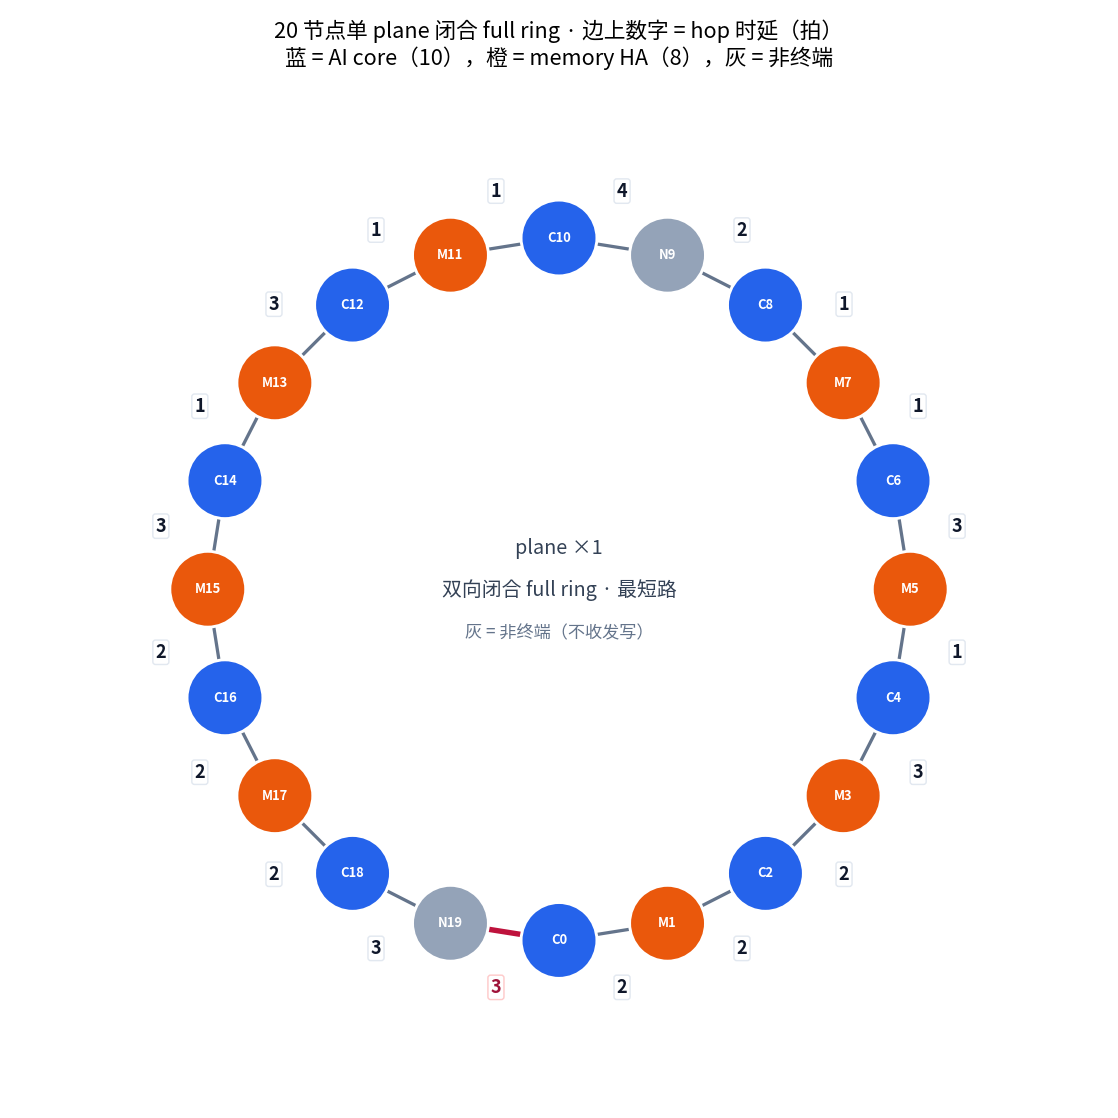 20 节点单 plane 闭合 full ring · 边上数字 = hop 时延（拍）
蓝 = AI core（10），橙 = memory HA（8），灰 = 非终端
1
4
1
M11
C10
N9
2
3
C12
C8
1
M13
M7
1
1
C14
C6
3
3
plane ×1
M15
双向闭合 full ring · 最短路
M5
灰 = 非终端（不收发写）
2
1
C16
C4
2
3
M17
M3
2
C18
C2
2
3
N19
C0
M1
2
3
2